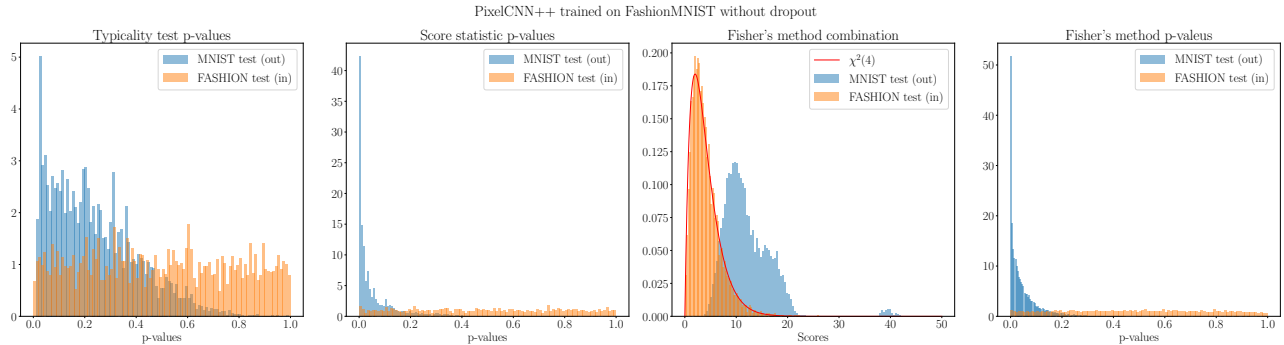 PixelCNN++ trained on FashionMNIST without dropout
Typicality test p-values
MNIST test (out)
FASHION test (in)
5
4
3
2
1
0
0.0 0.2 0.4 0.6 0.8 1.0
p-values
Score statistic p-values
MNIST test (out)
FASHION test (in)
40
35
30
25
20
15
10
5
0
0.0 0.2 0.4 0.6 0.8 1.0
p-values
Fisher's method combination
χ²(4)
MNIST test (out)
FASHION test (in)
0.200
0.175
0.150
0.125
0.100
0.075
0.050
0.025
0.000
0 10 20 30 40 50
Scores
Fisher's method p-valeus
MNIST test (out)
FASHION test (in)
50
40
30
20
10
0
0.0 0.2 0.4 0.6 0.8 1.0
p-values